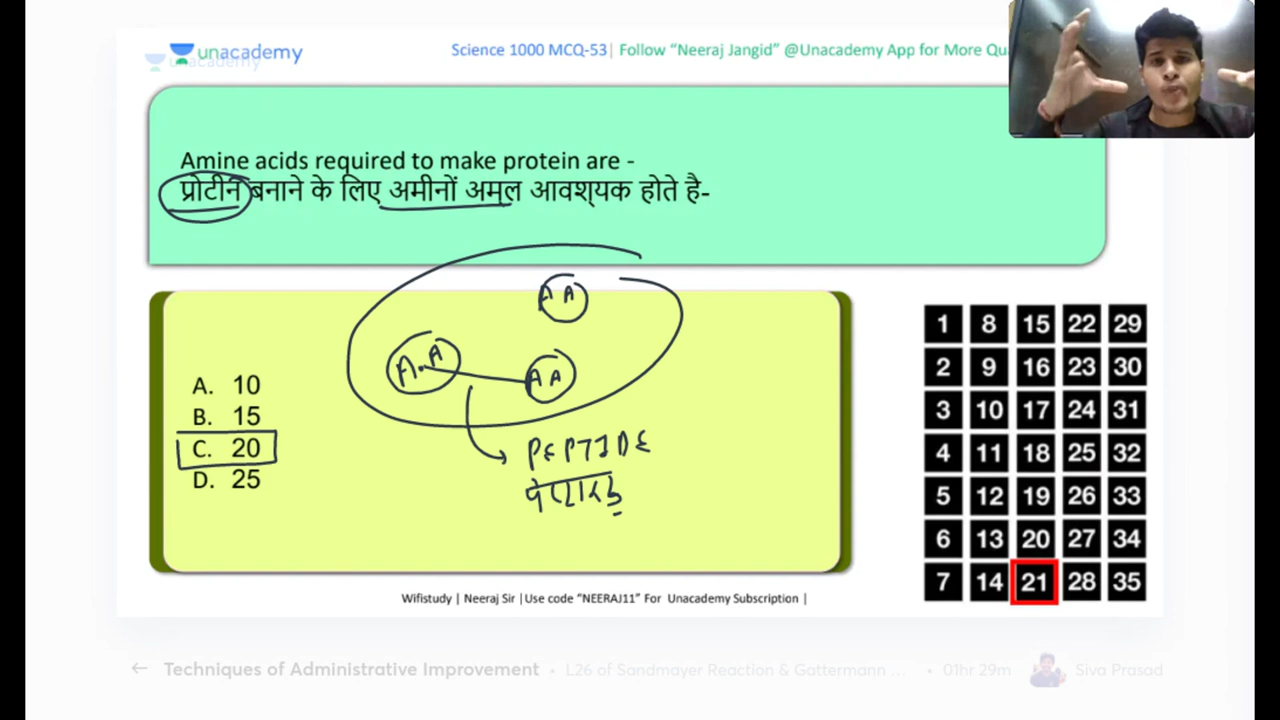 unacademy
Science 1000 MCQ-53| Follow “Neeraj Jangid” @Unacademy App for More Qu
Amine acids required to make protein are -
प्रोटीन बनाने के लिए अमीनों अम्ल आवश्यक होते है-
A A
A.A
A A
PEPTIDE
A. 10
B. 15
C. 20
D. 25
1 8 15 22 29
2 9 16 23 30
3 10 17 24 31
4 11 18 25 32
5 12 19 26 33
6 13 20 27 34
7 14 21 28 35
Wifistudy | Neeraj Sir |Use code “NEERAJ11” For Unacademy Subscription |
Techniques of Administrative Improvement • L26 of Sandmayer Reaction & Gattermann ... • 01hr 29m Siva Prasad